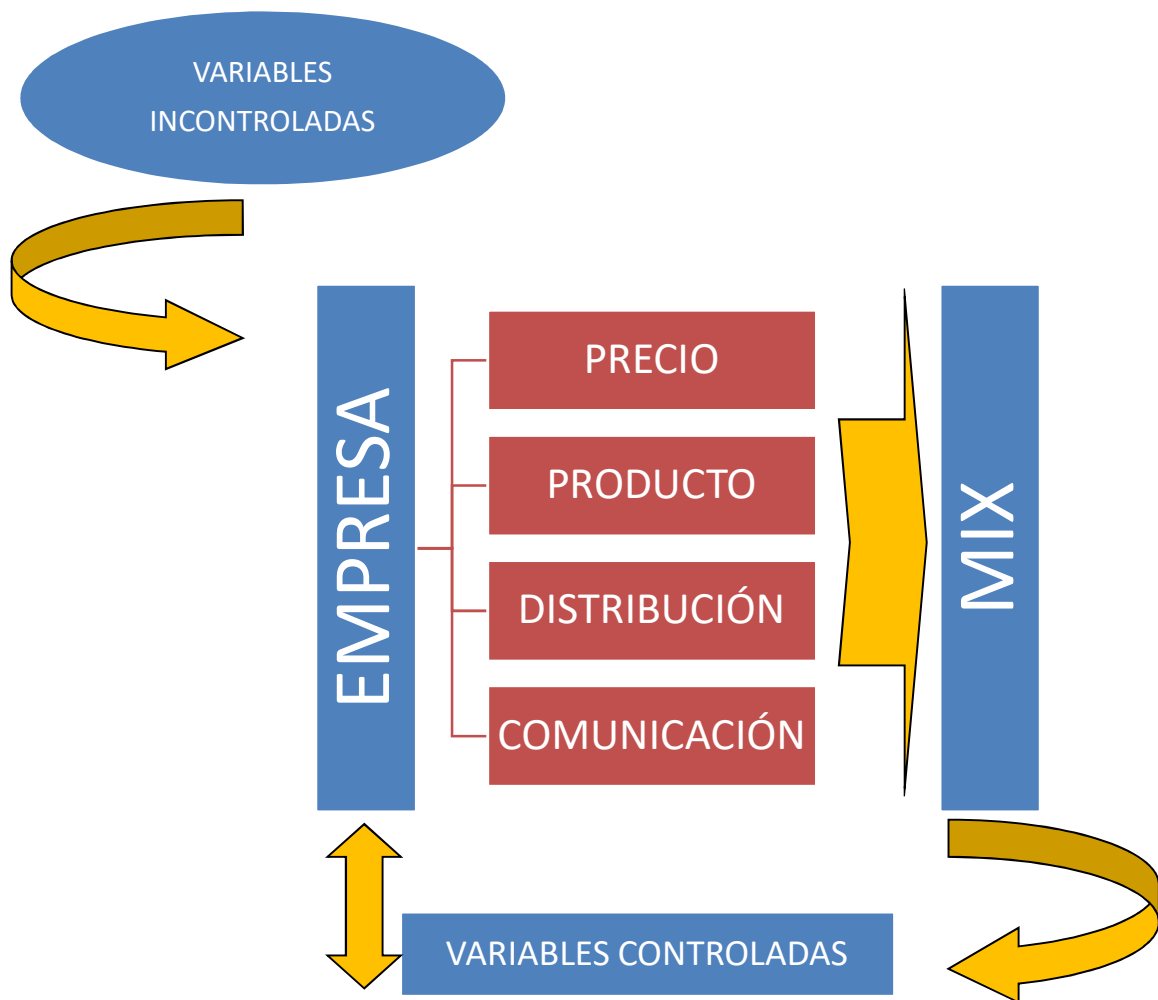 VARIABLES
INCONTROLADAS
EMPRESA
PRECIO
PRODUCTO
DISTRIBUCIÓN
COMUNICACIÓN
MIX
VARIABLES CONTROLADAS